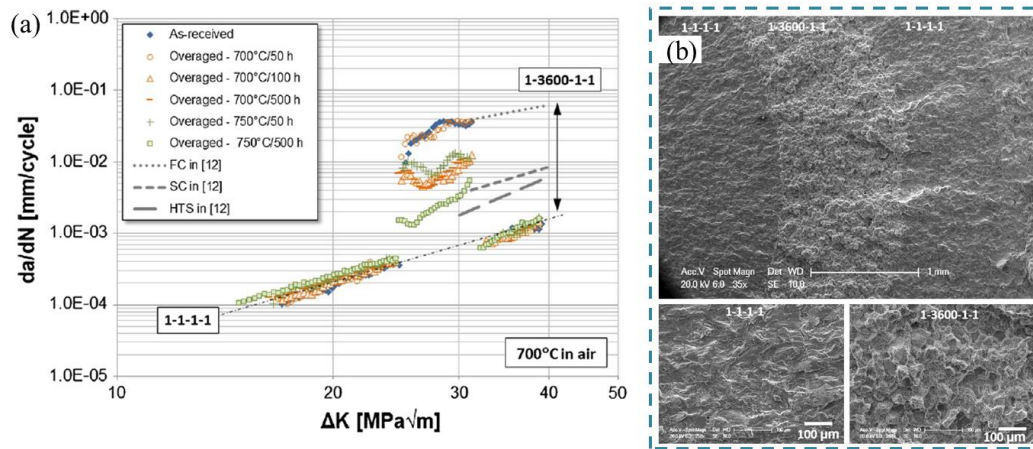 (a)
1.0E+00
1.0E-01
1.0E-02
1.0E-03
1.0E-04
1.0E-05
da/dN [mm/cycle]
As-received
Overaged - 700°C/50 h
Overaged - 700°C/100 h
Overaged - 700°C/500 h
Overaged - 750°C/50 h
Overaged - 750°C/500 h
FC in [12]
SC in [12]
HTS in [12]
1-3600-1-1
1-1-1-1
700°C in air
10 20 30 40 50
ΔK [MPa√m]
(b)
1-1-1-1 1-3600-1-1 1-1-1-1
Acc.V Spot Magn Det WD
20.0 kV 6.0 35x SE 10.0
1 mm
1-1-1-1
100 µm
1-3600-1-1
100 µm